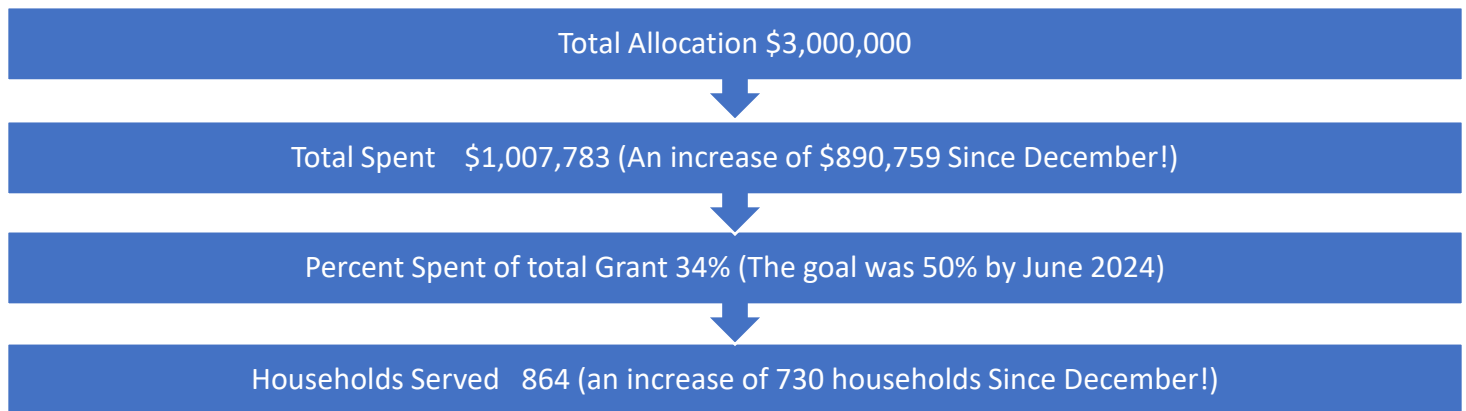 Total Allocation $3,000,000
Total Spent $1,007,783 (An increase of $890,759 Since December!)
Percent Spent of total Grant 34% (The goal was 50% by June 2024)
Households Served 864 (an increase of 730 households Since December!)